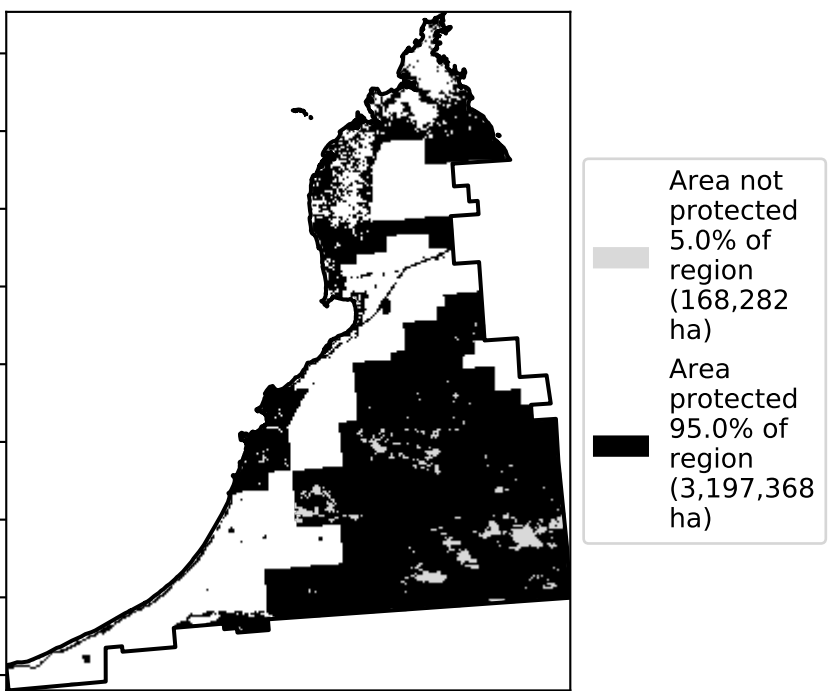 Area not
protected
5.0% of
region
(168,282
ha)
Area
protected
95.0% of
region
(3,197,368
ha)